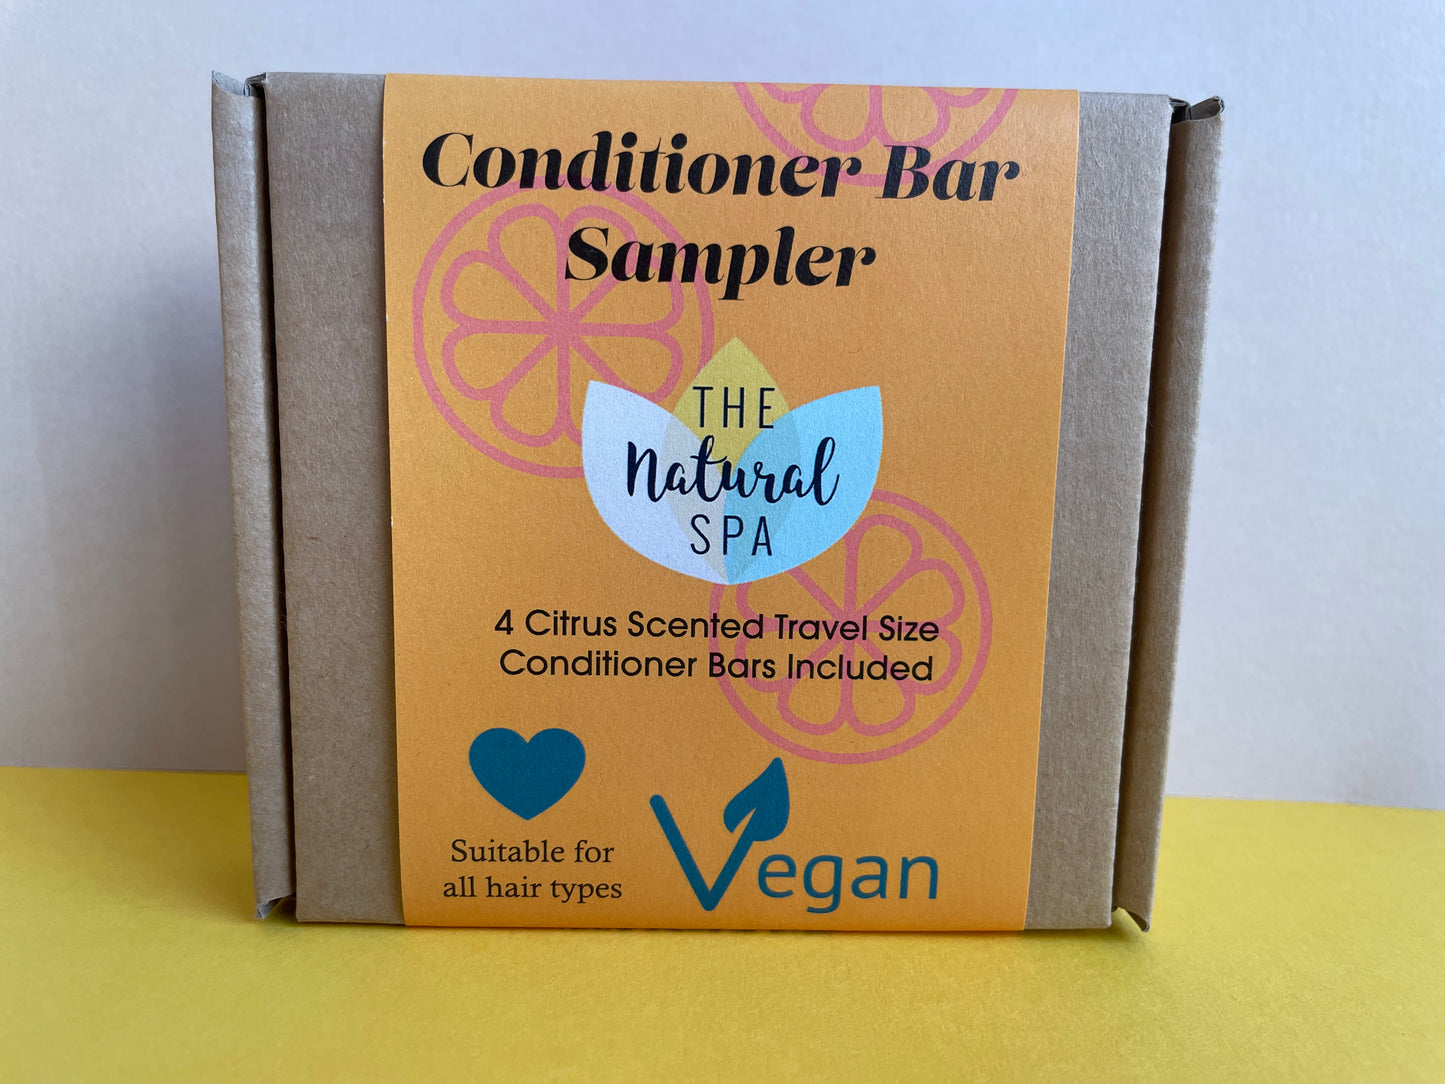 Conditioner Bar
Sampler
THE
Natural
SPA
4 Citrus Scented Travel Size
Conditioner Bars Included
Suitable for
all hair types
Vegan